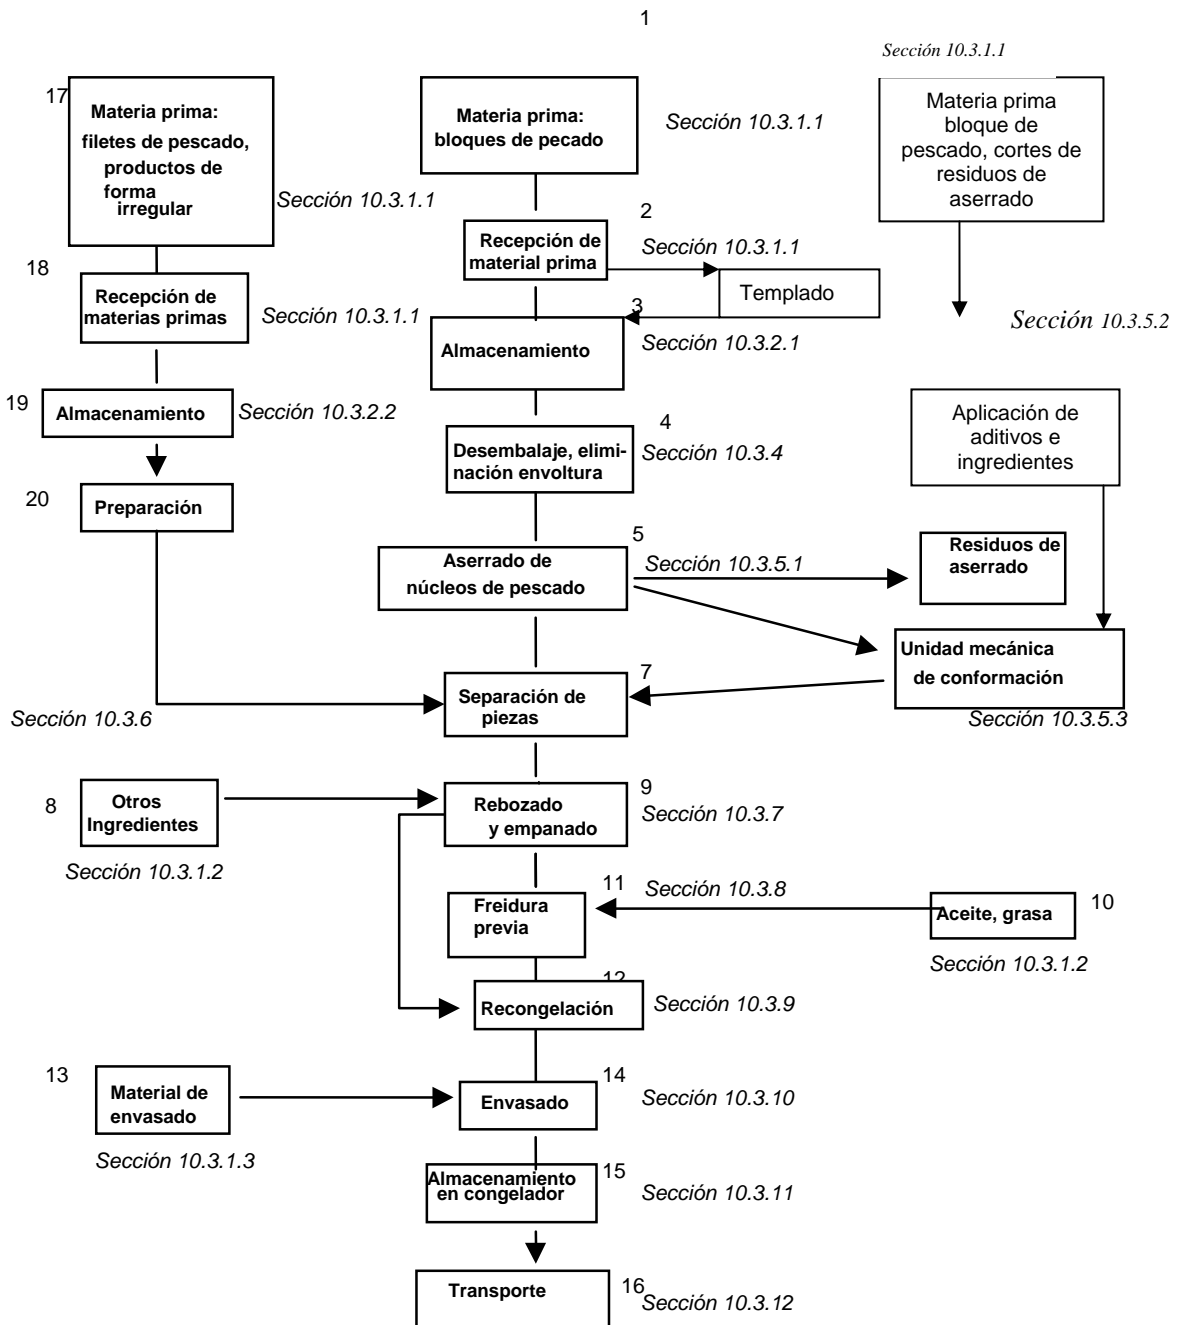 1
Sección 10.3.1.1
17
Materia prima:
filetes de pescado,
productos de
forma
irregular
Sección 10.3.1.1
Materia prima:
bloques de pecado
Sección 10.3.1.1
Materia prima
bloque de
pescado, cortes de
residuos de
aserrado
2
Recepción de
material prima
Sección 10.3.1.1
Templado
18
Recepción de
materias primas
Sección 10.3.1.1
3
Almacenamiento
Sección 10.3.2.1
Sección 10.3.5.2
19
Almacenamiento
Sección 10.3.2.2
4
Desembalaje, elimi-
nación envoltura
Sección 10.3.4
Aplicación de
aditivos e
ingredientes
20
Preparación
5
Aserrado de
núcleos de pescado
Sección 10.3.5.1
Residuos de
aserrado
Unidad mecánica
de conformación
Sección 10.3.5.3
7
Separación de
piezas
Sección 10.3.6
8
Otros
Ingredientes
Sección 10.3.1.2
9
Rebozado
y empanado
Sección 10.3.7
11
Freidura
previa
Sección 10.3.8
10
Aceite, grasa
Sección 10.3.1.2
12
Recongelación
Sección 10.3.9
13
Material de
envasado
Sección 10.3.1.3
14
Envasado
Sección 10.3.10
15
Almacenamiento
en congelador
Sección 10.3.11
16
Transporte
Sección 10.3.12